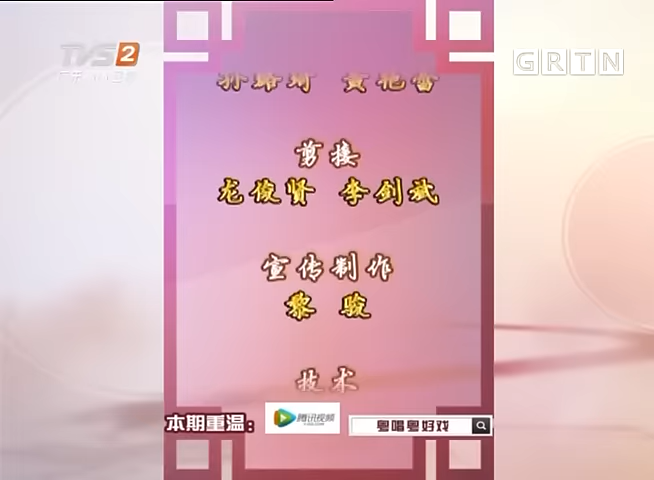 TVS2
GRTN
剪接
龙俊贤 李剑斌
宣传制作
黎 骏
技术
本期重温：
腾讯视频
粤唱粤好戏